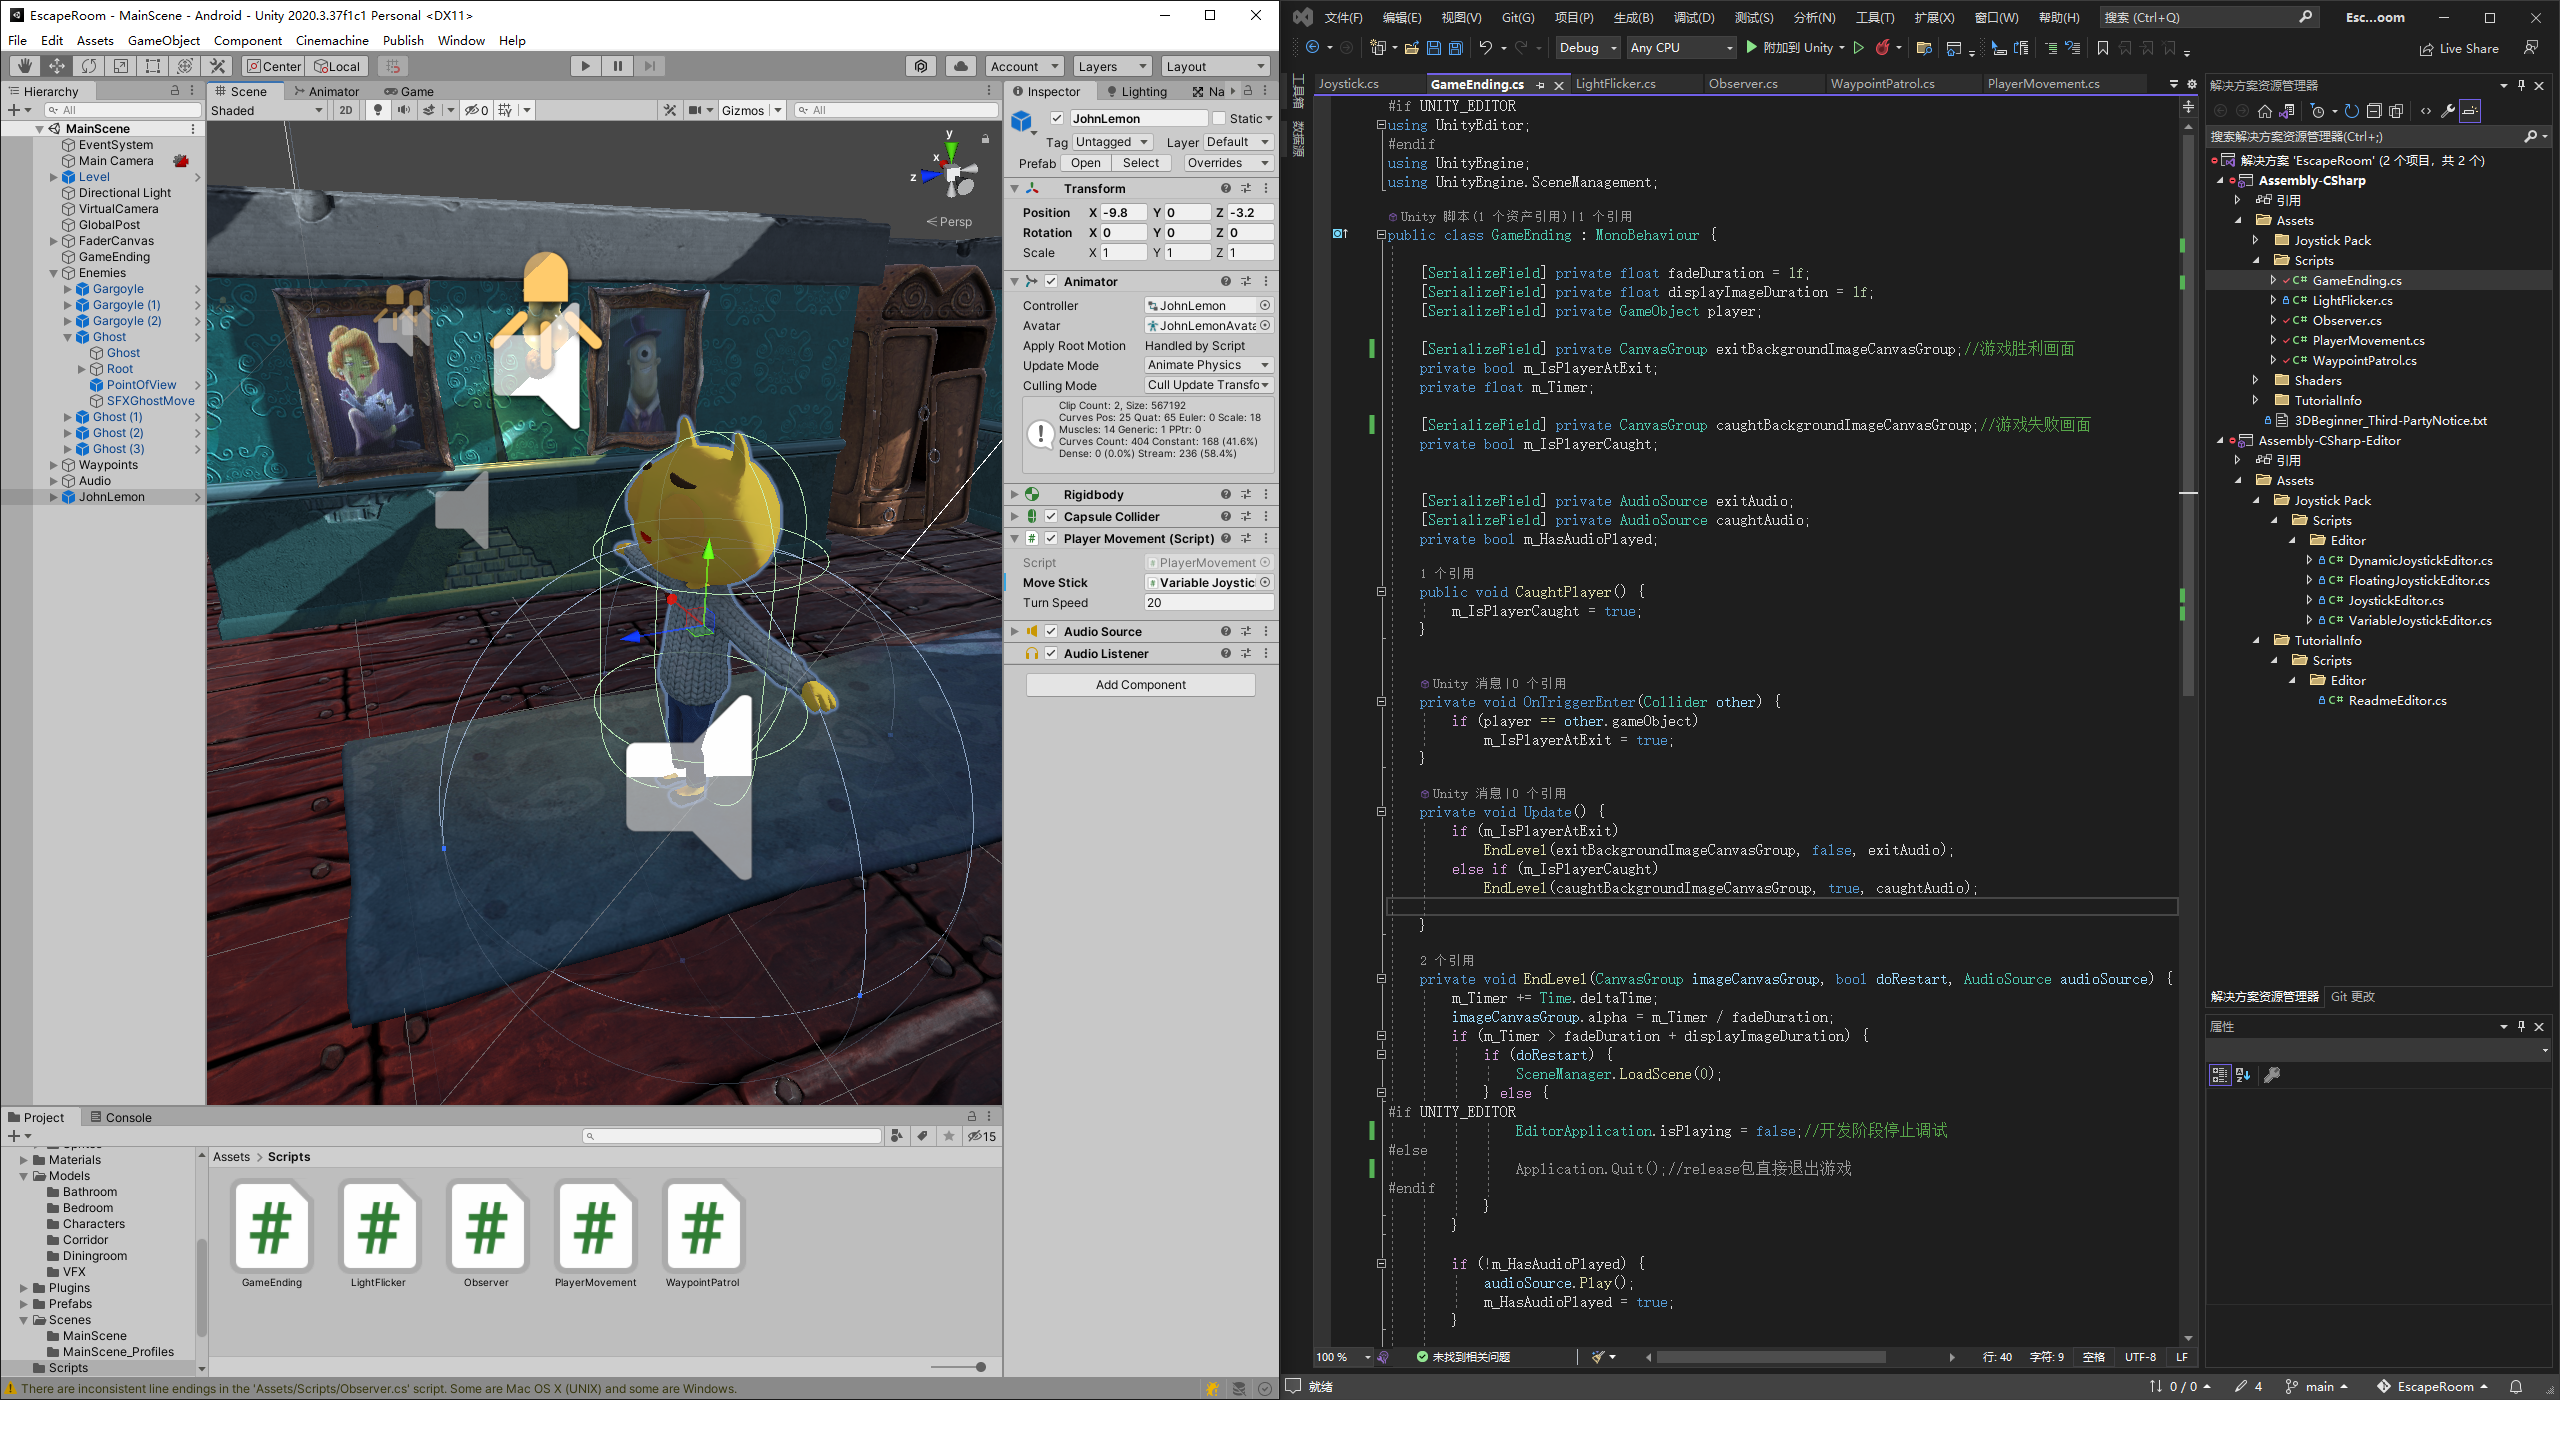 EscapeRoom - MainScene - Android - Unity 2020.3.37f1c1 Personal <DX11>
File Edit Assets GameObject Component Cinemachine Publish Window Help
Center Local Account Layers Layout
Hierarchy
All
MainScene
EventSystem
Main Camera
Level
Directional Light
VirtualCamera
GlobalPost
FaderCanvas
GameEnding
Enemies
Gargoyle
Gargoyle (1)
Gargoyle (2)
Ghost
Ghost
Root
PointOfView
SFXGhostMove
Ghost (1)
Ghost (2)
Ghost (3)
Waypoints
Audio
JohnLemon
Scene Animator Game
Shaded 2D 0 Gizmos All
y
x
z
Persp
Inspector Lighting Na
JohnLemon Static
Tag Untagged Layer Default
Prefab Open Select Overrides
Transform
Position X -9.8 Y 0 Z -3.2
Rotation X 0 Y 0 Z 0
Scale X 1 Y 1 Z 1
Animator
Controller JohnLemon
Avatar JohnLemonAvata
Apply Root Motion Handled by Script
Update Mode Animate Physics
Culling Mode Cull Update Transfo
Clip Count: 2, Size: 567192
Curves Pos: 25 Quat: 65 Euler: 0 Scale: 18
Muscles: 14 Generic: 1 PPtr: 0
Curves Count: 404 Constant: 168 (41.6%)
Dense: 0 (0.0%) Stream: 236 (58.4%)
Rigidbody
Capsule Collider
Player Movement (Script)
Script PlayerMovement
Move Stick Variable Joystic
Turn Speed 20
Audio Source
Audio Listener
Add Component
Project Console
15
Materials
Models
Bathroom
Bedroom
Characters
Corridor
Diningroom
VFX
Plugins
Prefabs
Scenes
MainScene
MainScene_Profiles
Scripts
Assets > Scripts
GameEnding LightFlicker Observer PlayerMovement WaypointPatrol
There are inconsistent line endings in the 'Assets/Scripts/Observer.cs' script. Some are Mac OS X (UNIX) and some are Windows.
文件(F) 编辑(E) 视图(V) Git(G) 项目(P) 生成(B) 调试(D) 测试(S) 分析(N) 工具(T) 扩展(X) 窗口(W) 帮助(H) 搜索 (Ctrl+Q) Esc...oom
Debug Any CPU 附加到 Unity Live Share
工具箱
数据源
Joystick.cs GameEnding.cs LightFlicker.cs Observer.cs WaypointPatrol.cs PlayerMovement.cs
#if UNITY_EDITOR
using UnityEditor;
#endif
using UnityEngine;
using UnityEngine.SceneManagement;
Unity 脚本(1 个资产引用)|1 个引用
public class GameEnding : MonoBehaviour {
[SerializeField] private float fadeDuration = 1f;
[SerializeField] private float displayImageDuration = 1f;
[SerializeField] private GameObject player;
[SerializeField] private CanvasGroup exitBackgroundImageCanvasGroup;//游戏胜利画面
private bool m_IsPlayerAtExit;
private float m_Timer;
[SerializeField] private CanvasGroup caughtBackgroundImageCanvasGroup;//游戏失败画面
private bool m_IsPlayerCaught;
[SerializeField] private AudioSource exitAudio;
[SerializeField] private AudioSource caughtAudio;
private bool m_HasAudioPlayed;
1 个引用
public void CaughtPlayer() {
m_IsPlayerCaught = true;
}
Unity 消息|0 个引用
private void OnTriggerEnter(Collider other) {
if (player == other.gameObject)
m_IsPlayerAtExit = true;
}
Unity 消息|0 个引用
private void Update() {
if (m_IsPlayerAtExit)
EndLevel(exitBackgroundImageCanvasGroup, false, exitAudio);
else if (m_IsPlayerCaught)
EndLevel(caughtBackgroundImageCanvasGroup, true, caughtAudio);
}
2 个引用
private void EndLevel(CanvasGroup imageCanvasGroup, bool doRestart, AudioSource audioSource) {
m_Timer += Time.deltaTime;
imageCanvasGroup.alpha = m_Timer / fadeDuration;
if (m_Timer > fadeDuration + displayImageDuration) {
if (doRestart) {
SceneManager.LoadScene(0);
} else {
#if UNITY_EDITOR
EditorApplication.isPlaying = false;//开发阶段停止调试
#else
Application.Quit();//release包直接退出游戏
#endif
}
}
if (!m_HasAudioPlayed) {
audioSource.Play();
m_HasAudioPlayed = true;
}
100 % 未找到相关问题 行: 40 字符: 9 空格 UTF-8 LF
解决方案资源管理器
搜索解决方案资源管理器(Ctrl+;)
解决方案 'EscapeRoom' (2 个项目，共 2 个)
Assembly-CSharp
引用
Assets
Joystick Pack
Scripts
C# GameEnding.cs
C# LightFlicker.cs
C# Observer.cs
C# PlayerMovement.cs
C# WaypointPatrol.cs
Shaders
TutorialInfo
3DBeginner_Third-PartyNotice.txt
Assembly-CSharp-Editor
引用
Assets
Joystick Pack
Scripts
Editor
C# DynamicJoystickEditor.cs
C# FloatingJoystickEditor.cs
C# JoystickEditor.cs
C# VariableJoystickEditor.cs
TutorialInfo
Scripts
Editor
C# ReadmeEditor.cs
解决方案资源管理器 Git 更改
属性
就绪 0 / 0 4 main EscapeRoom